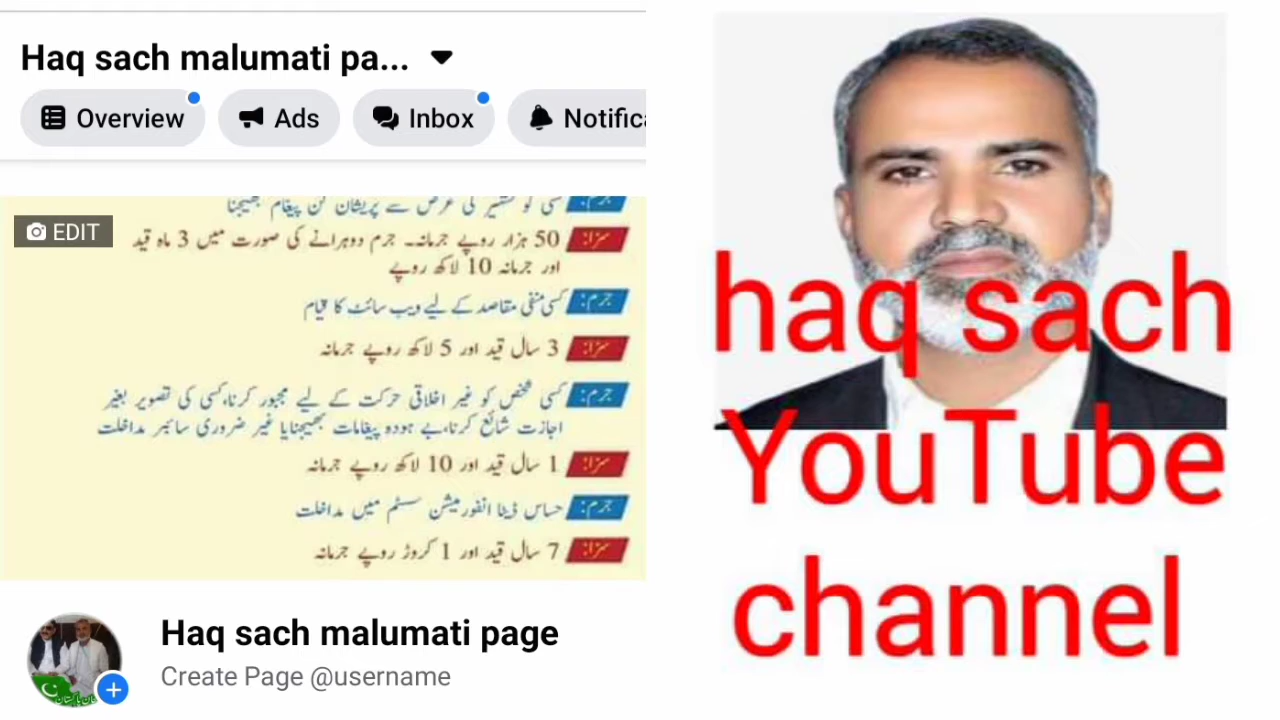 Haq sach malumati pa...
Overview
Ads
Inbox
Notific
EDIT
جرم: کسی کو تشہیر کی غرض سے پریشان کن پیغام بھیجنا
سزا: 50 ہزار روپے جرمانہ۔ جرم دوہرانے کی صورت میں 3 ماہ قید
اور جرمانہ 10 لاکھ روپے
جرم: کسی منفی مقاصد کے لیے ویب سائٹ کا قیام
سزا: 3 سال قید اور 5 لاکھ روپے جرمانہ
جرم: کسی شخص کو غیر اخلاقی حرکت کے لیے مجبور کرنا،کسی کی تصویر بغیر
اجازت شائع کرنا،بے ہودہ پیغامات بھیجنایا غیر ضروری سائبر مداخلت
سزا: 1 سال قید اور 10 لاکھ روپے جرمانہ
جرم: حساس ڈیٹا انفورمیشن سسٹم میں مداخلت
سزا: 7 سال قید اور 1 کروڑ روپے جرمانہ
Haq sach malumati page
Create Page @username
haq sach
YouTube
channel